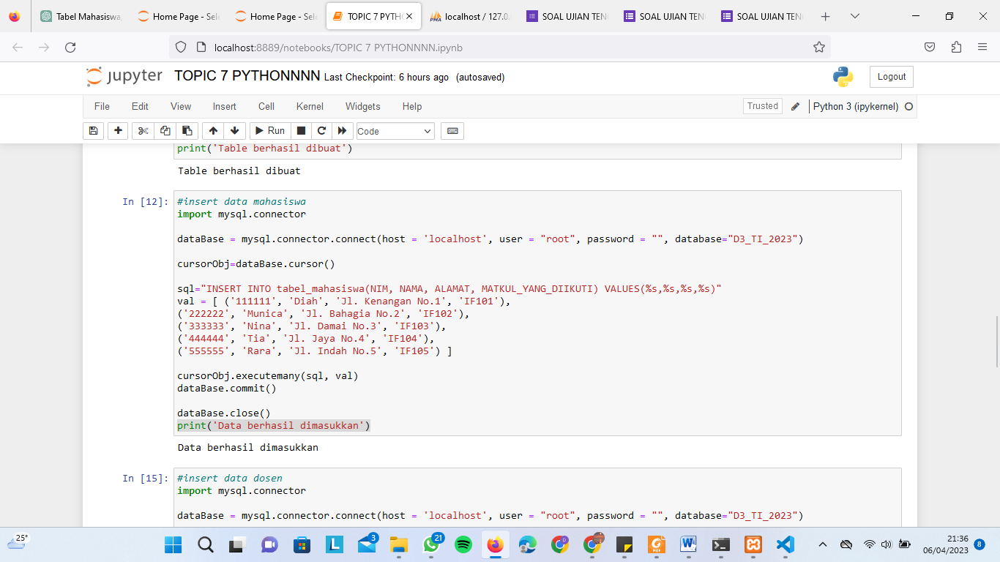 Tabel Mahasiswa,
Home Page - Sele
Home Page - Sele
TOPIC 7 PYTHO
localhost / 127.0.
SOAL UJIAN TEN
SOAL UJIAN TEN
SOAL UJIAN TEN
localhost:8889/notebooks/TOPIC 7 PYTHONNNN.ipynb
jupyter TOPIC 7 PYTHONNNN Last Checkpoint: 6 hours ago (autosaved)
Logout
File Edit View Insert Cell Kernel Widgets Help
Trusted
Python 3 (ipykernel)
Run
Code
print('Table berhasil dibuat')
Table berhasil dibuat
In [12]:
#insert data mahasiswa
import mysql.connector
dataBase = mysql.connector.connect(host = 'localhost', user = "root", password = "", database="D3_TI_2023")
cursorObj=dataBase.cursor()
sql="INSERT INTO tabel_mahasiswa(NIM, NAMA, ALAMAT, MATKUL_YANG_DIIKUTI) VALUES(%s,%s,%s,%s)"
val = [ ('111111', 'Diah', 'Jl. Kenangan No.1', 'IF101'),
('222222', 'Munica', 'Jl. Bahagia No.2', 'IF102'),
('333333', 'Nina', 'Jl. Damai No.3', 'IF103'),
('444444', 'Tia', 'Jl. Jaya No.4', 'IF104'),
('555555', 'Rara', 'Jl. Indah No.5', 'IF105') ]
cursorObj.executemany(sql, val)
dataBase.commit()
dataBase.close()
print('Data berhasil dimasukkan')
Data berhasil dimasukkan
In [15]:
#insert data dosen
import mysql.connector
dataBase = mysql.connector.connect(host = 'localhost', user = "root", password = "", database="D3_TI_2023")
25°
3
21
21:36
06/04/2023
8